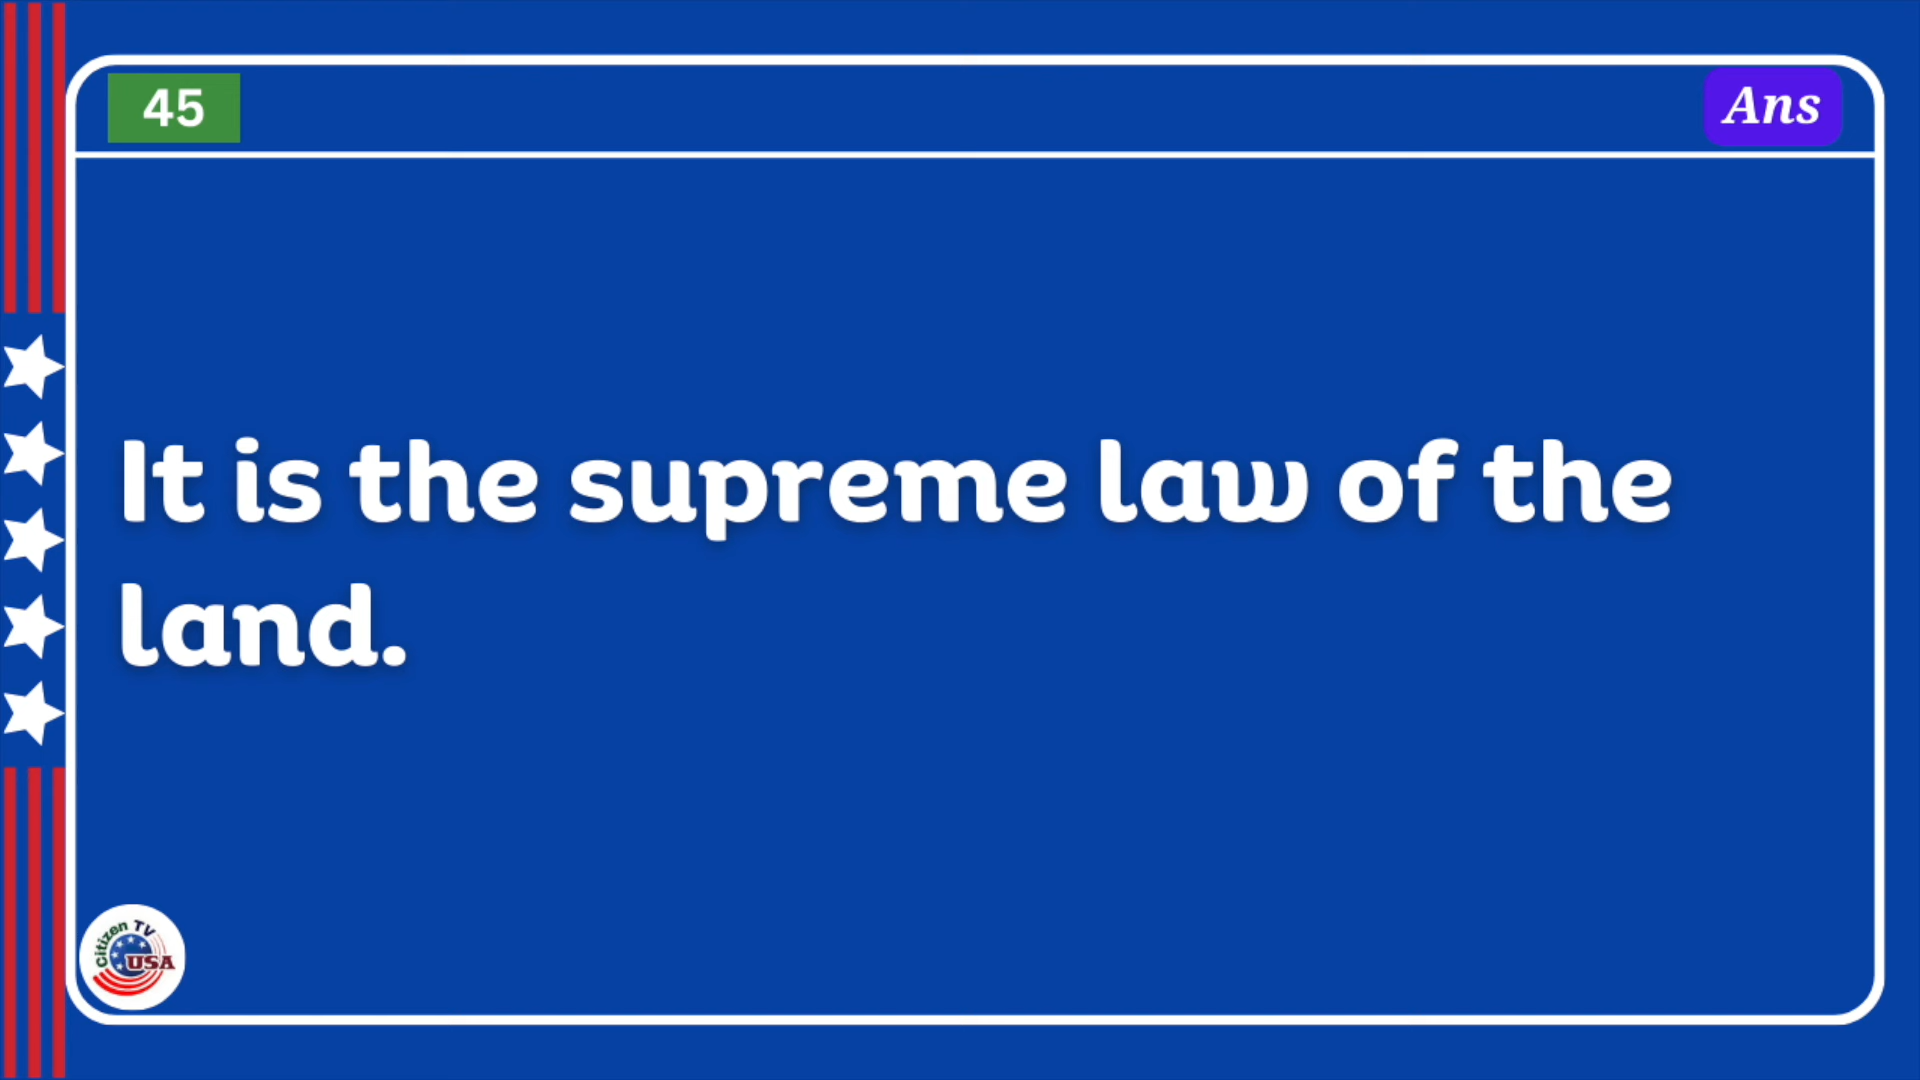 45
Ans
It is the supreme law of the
land.
Citizen TV
USA